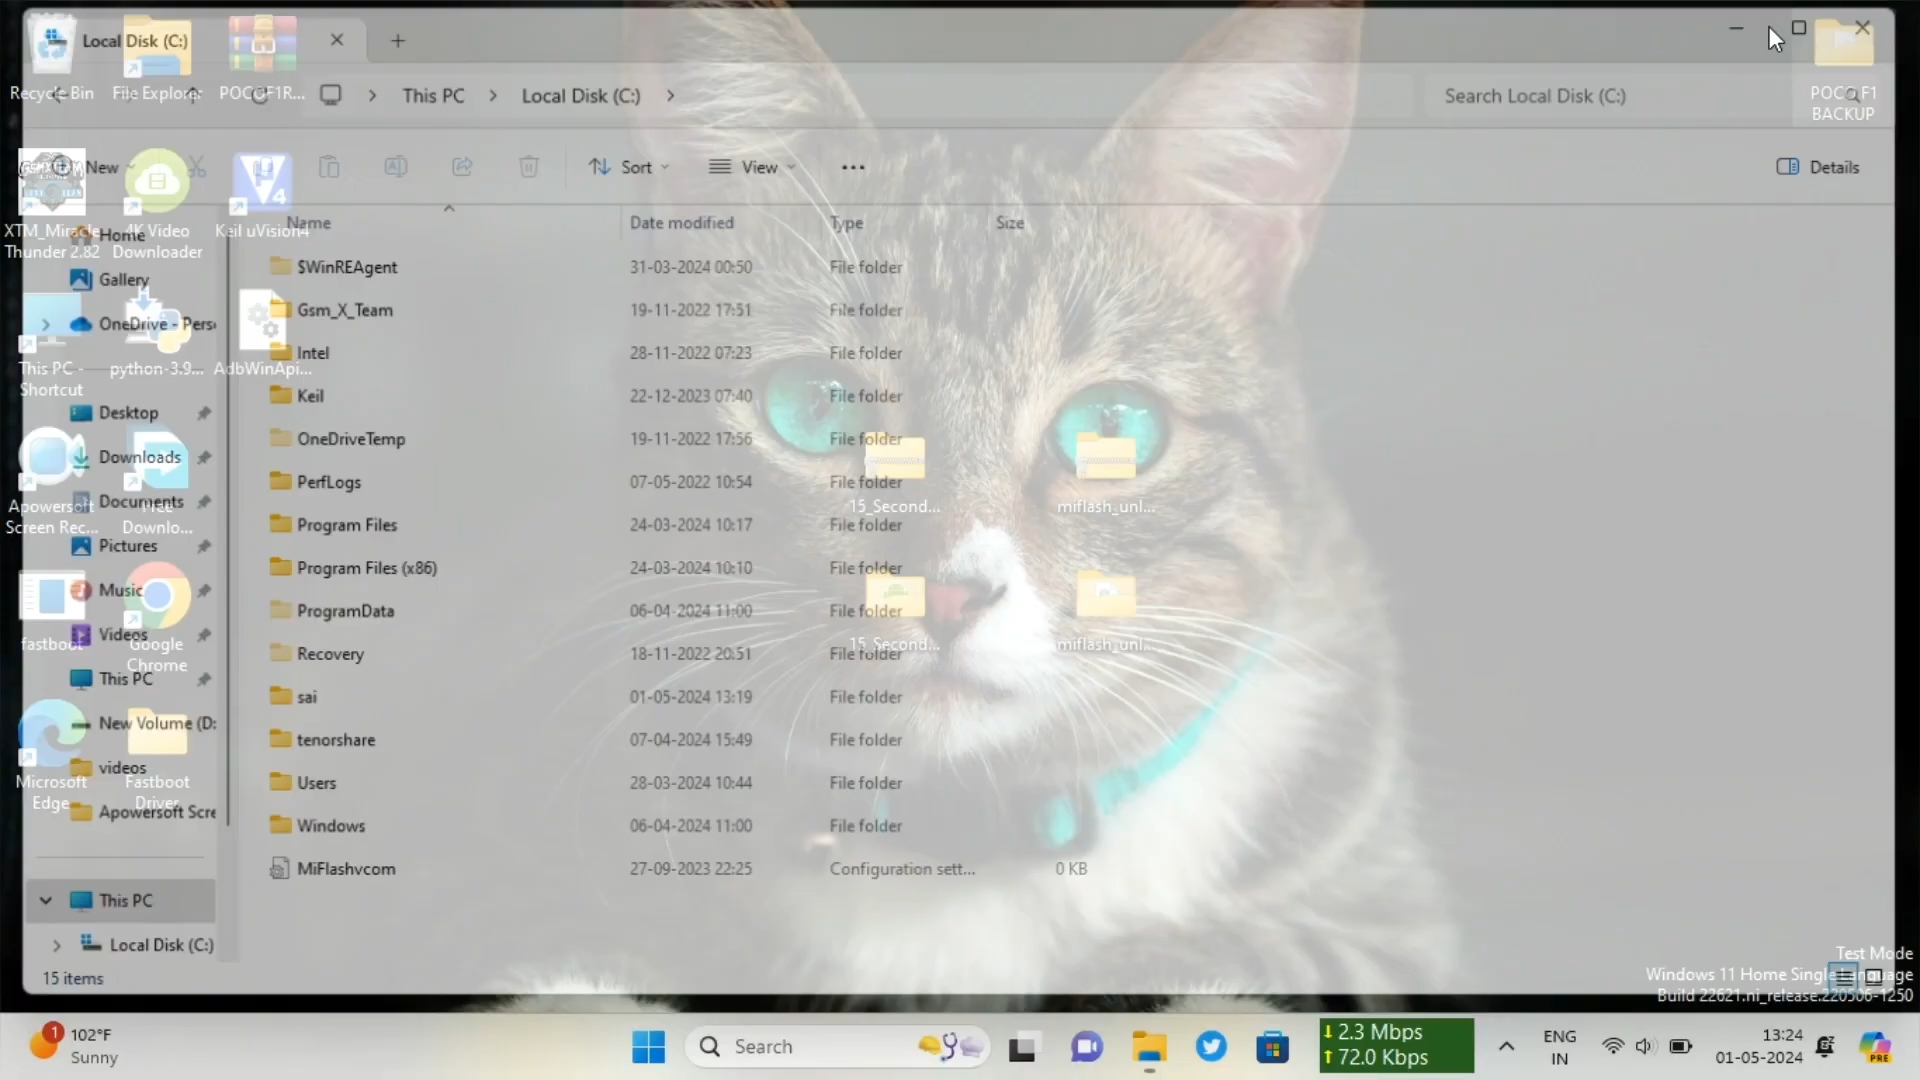 Local Disk (C:)
Recycle Bin
File Explorer
POCOF1R...
This PC
Local Disk (C:)
Search Local Disk (C:)
POCO F1
BACKUP
New
Sort
View
Details
XTM_Miracle
Thunder 2.82
4K Video
Downloader
Keil uVision4
Name
Date modified
Type
Size
Home
Gallery
OneDrive - Pers
This PC -
Shortcut
python-3.9...
AdbWinApi...
Desktop
Downloads
Documents
Pictures
Music
Videos
This PC
New Volume (D:
videos
Apowersoft Scre
Apowersoft
Screen Rec...
Free
Downlo...
fastboot
Google
Chrome
Microsoft
Edge
Fastboot
Driver
$WinREAgent 31-03-2024 00:50 File folder
Gsm_X_Team 19-11-2022 17:51 File folder
Intel 28-11-2022 07:23 File folder
Keil 22-12-2023 07:40 File folder
OneDriveTemp 19-11-2022 17:56 File folder
PerfLogs 07-05-2022 10:54 File folder
Program Files 24-03-2024 10:17 File folder
Program Files (x86) 24-03-2024 10:10 File folder
ProgramData 06-04-2024 11:00 File folder
Recovery 18-11-2022 20:51 File folder
sai 01-05-2024 13:19 File folder
tenorshare 07-04-2024 15:49 File folder
Users 28-03-2024 10:44 File folder
Windows 06-04-2024 11:00 File folder
MiFlashvcom 27-09-2023 22:25 Configuration sett... 0 KB
15_Second...
miflash_unl...
15_Second...
miflash_unl...
This PC
Local Disk (C:)
15 items
Test Mode
Windows 11 Home Single Language
Build 22621.ni_release.220506-1250
1
102°F
Sunny
Search
2.3 Mbps
72.0 Kbps
ENG
IN
13:24
01-05-2024
PRE